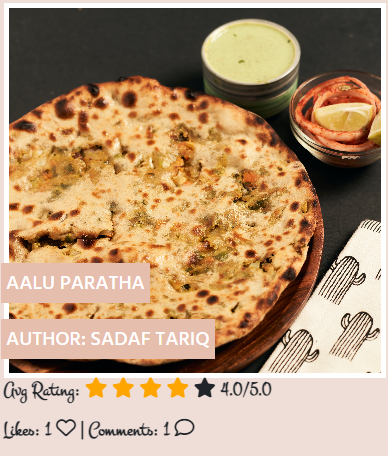 AALU PARATHA
AUTHOR: SADAF TARIQ
Avg Rating: 4.0/5.0
Likes: 1 | Comments: 1